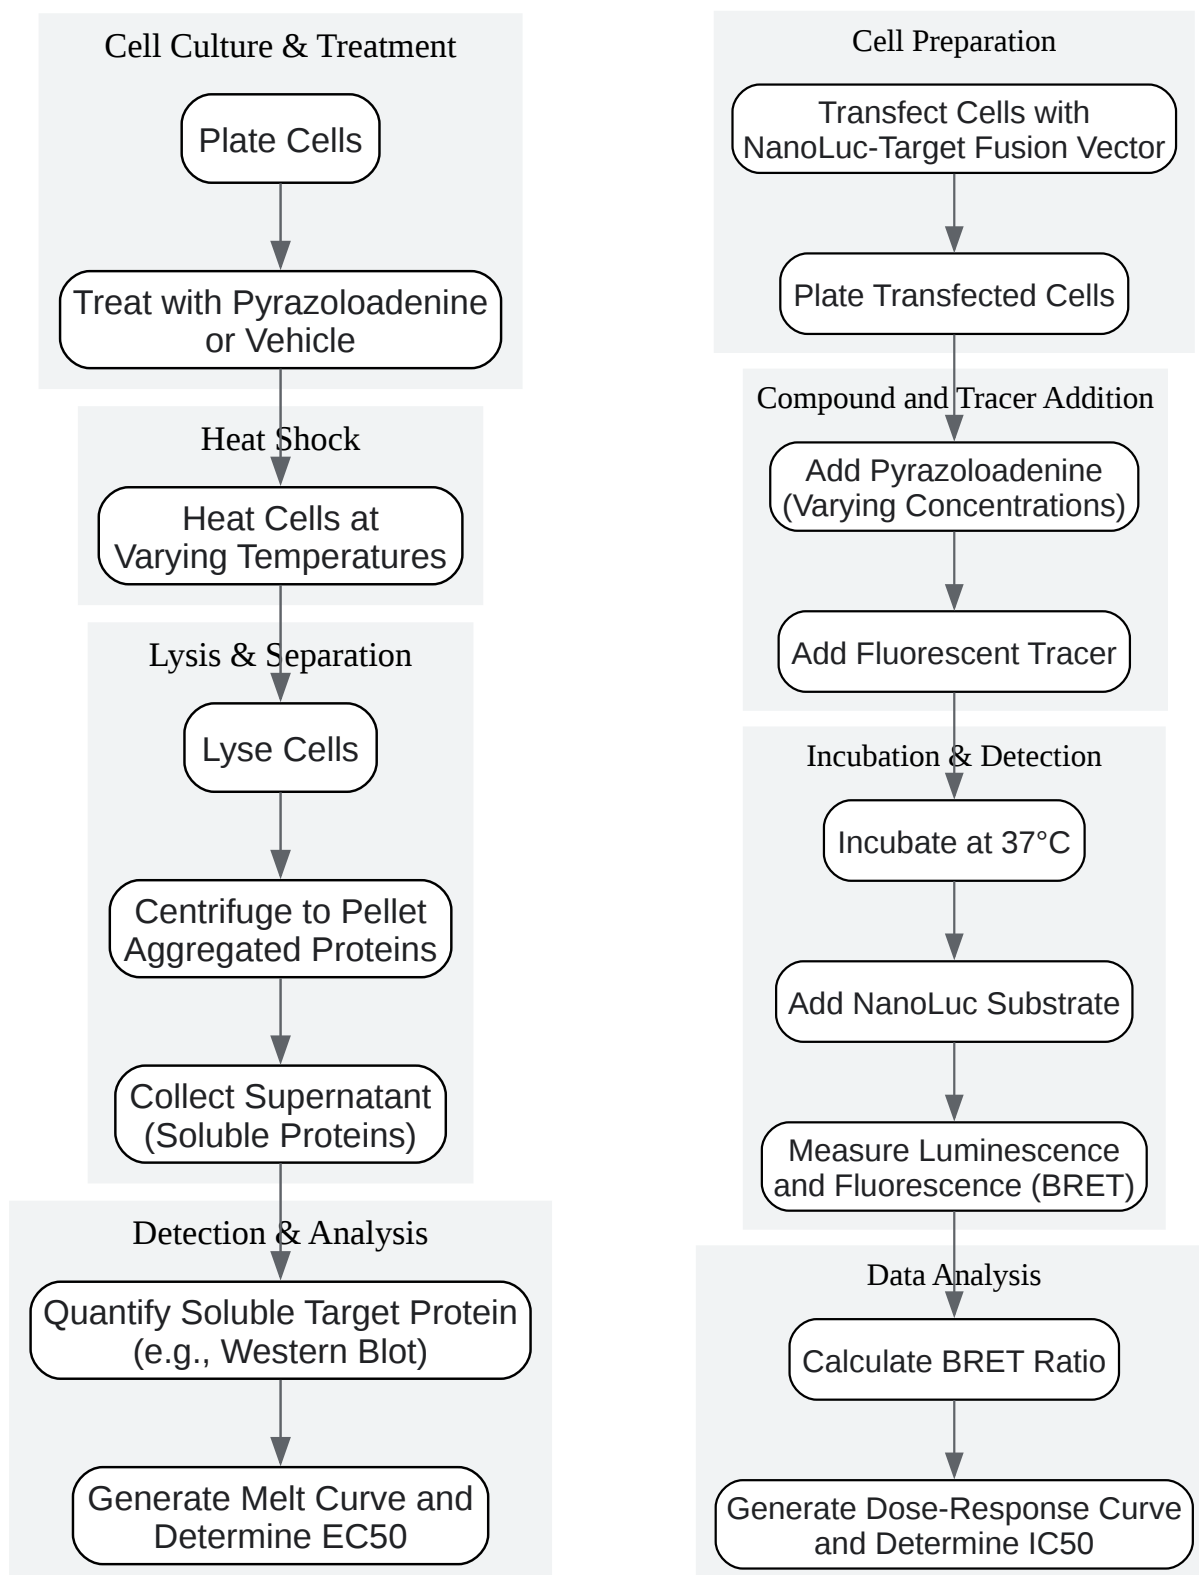 Cell Culture & Treatment
Plate Cells
Treat with Pyrazoloadenine
or Vehicle
Heat Shock
Heat Cells at
Varying Temperatures
Lysis & Separation
Lyse Cells
Centrifuge to Pellet
Aggregated Proteins
Collect Supernatant
(Soluble Proteins)
Detection & Analysis
Quantify Soluble Target Protein
(e.g., Western Blot)
Generate Melt Curve and
Determine EC50
Cell Preparation
Transfect Cells with
NanoLuc-Target Fusion Vector
Plate Transfected Cells
Compound and Tracer Addition
Add Pyrazoloadenine
(Varying Concentrations)
Add Fluorescent Tracer
Incubation & Detection
Incubate at 37°C
Add NanoLuc Substrate
Measure Luminescence
and Fluorescence (BRET)
Data Analysis
Calculate BRET Ratio
Generate Dose-Response Curve
and Determine IC50